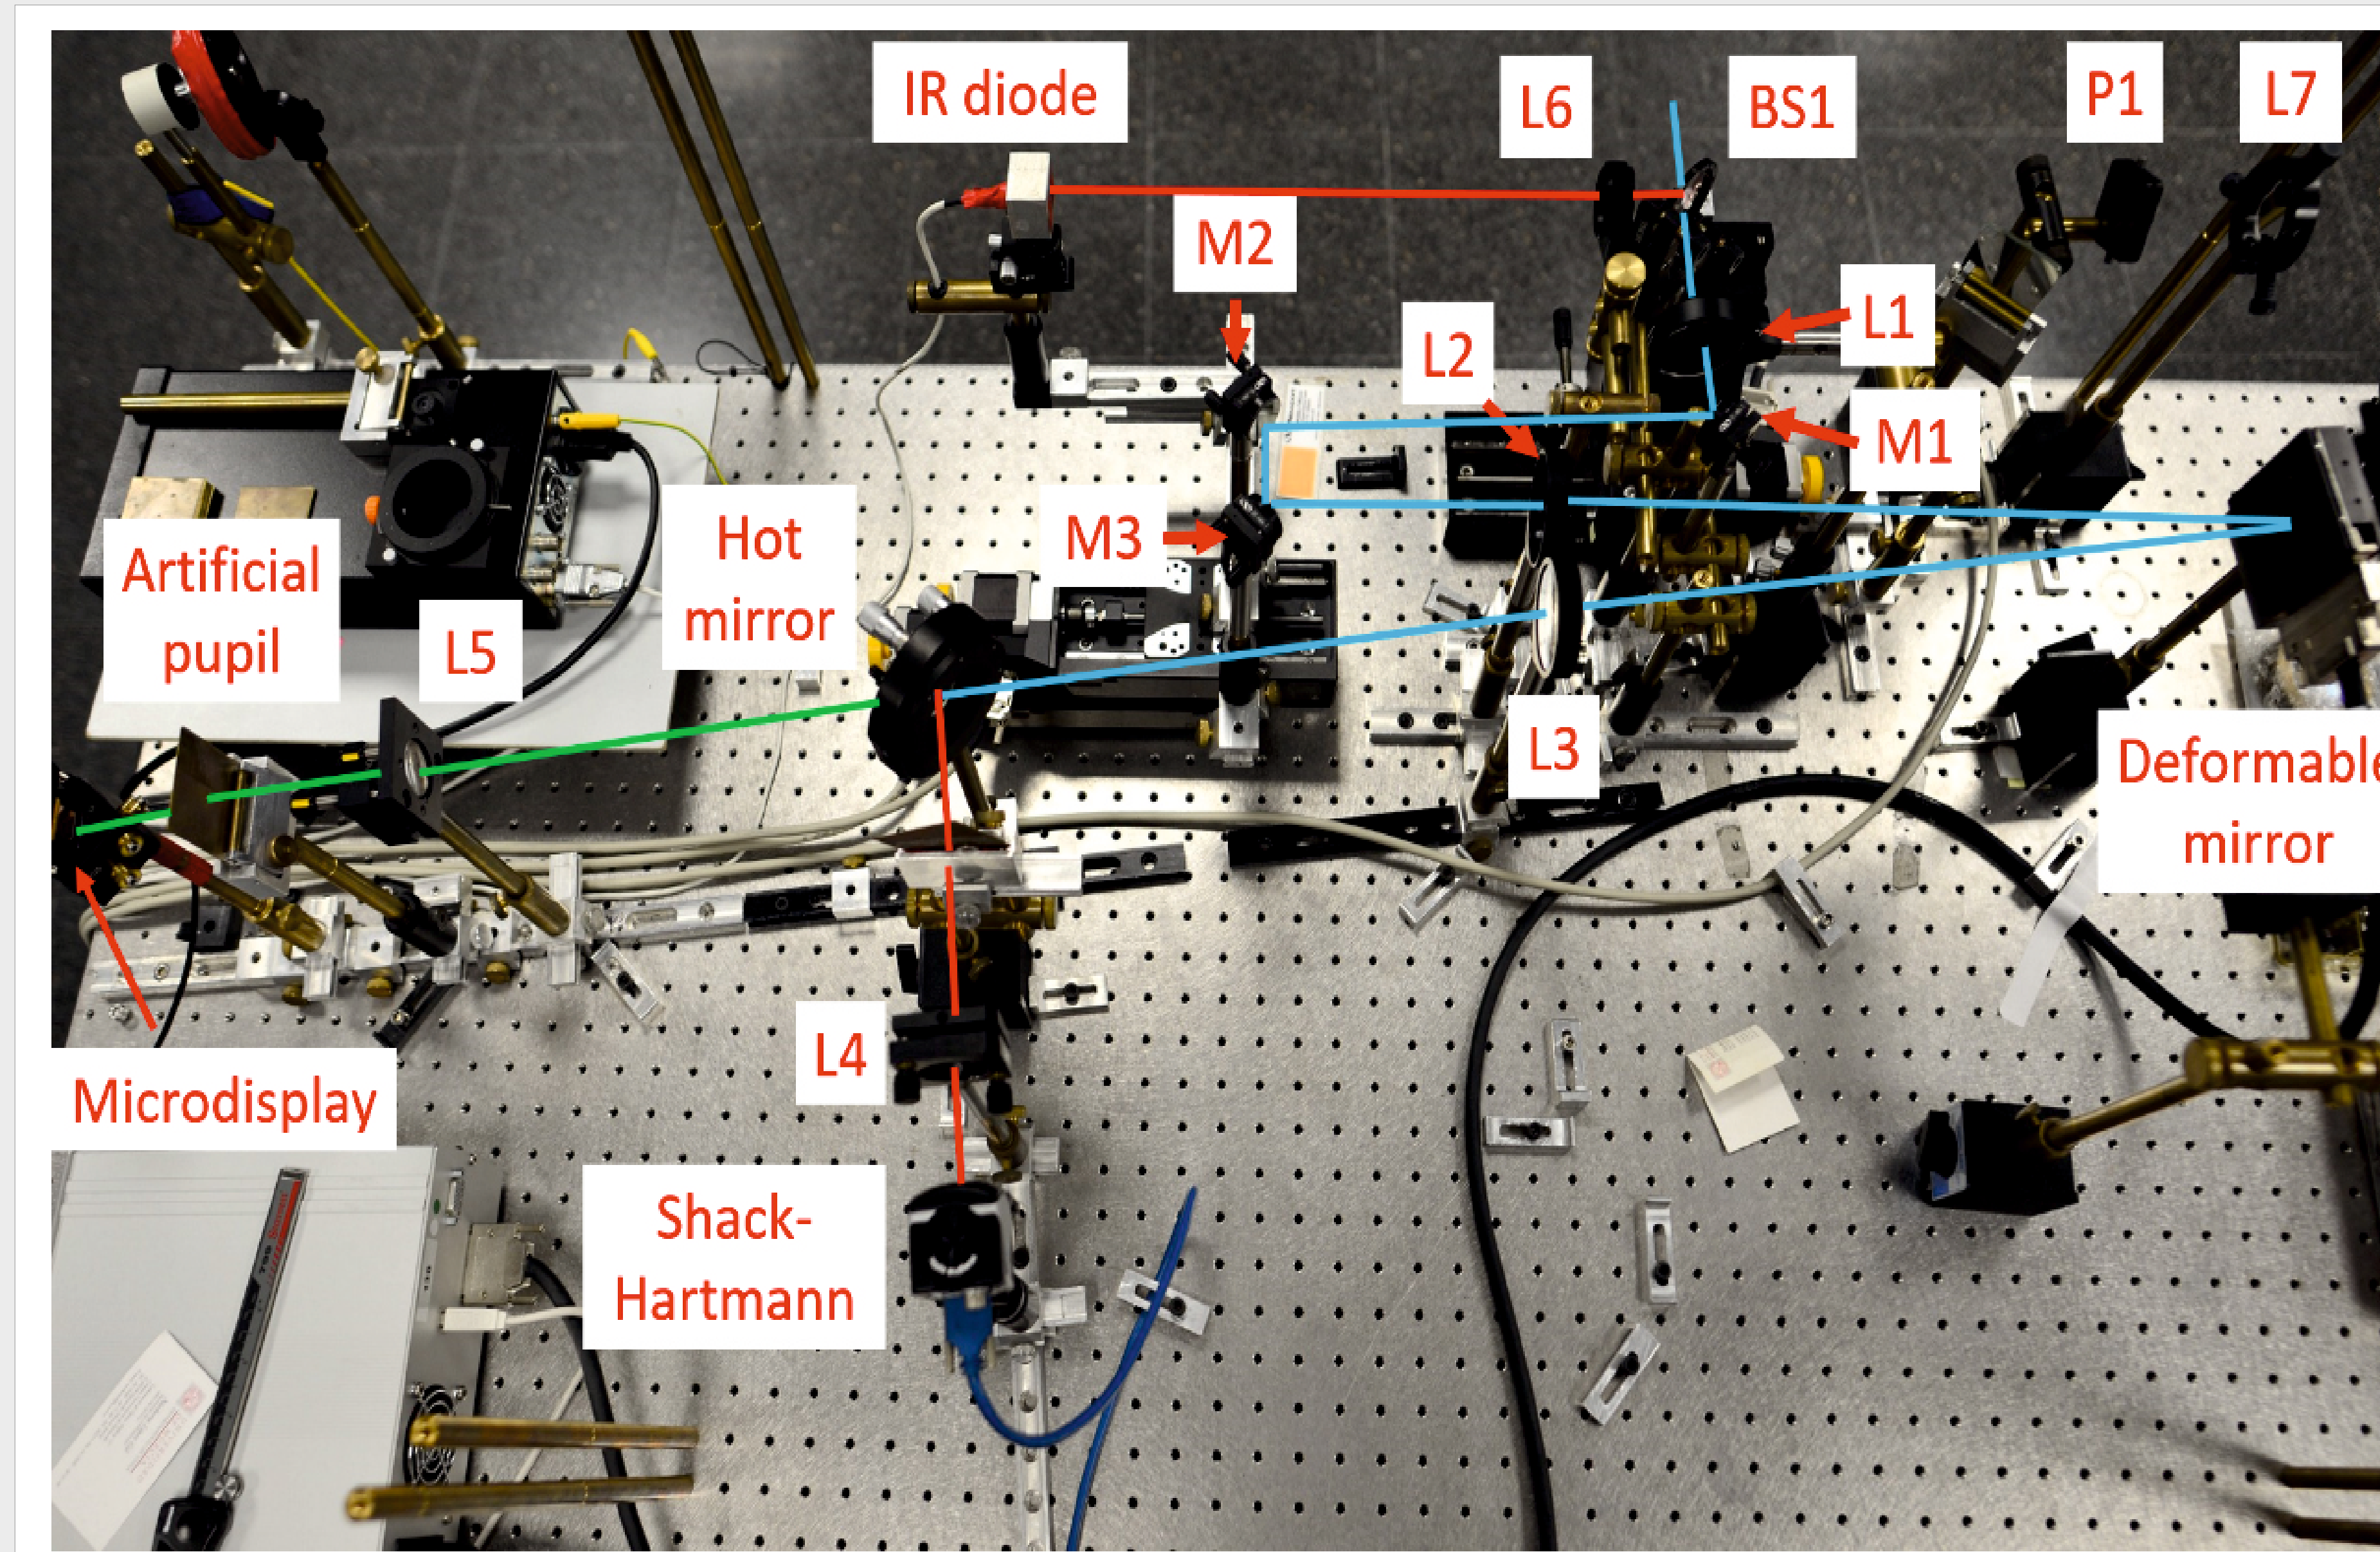 IR diode
L6
BS1
P1
L7
M2
L1
L2
M1
Hot
mirror
M3
Artificial
pupil
L5
L3
Deformable
mirror
L4
Microdisplay
Shack-
Hartmann